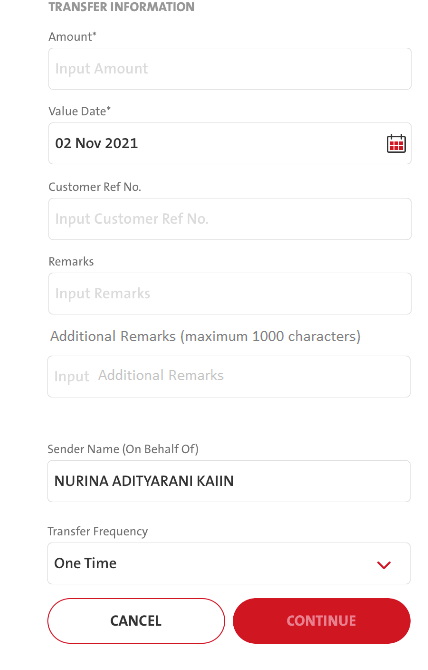 TRANSFER INFORMATION
Amount*
Input Amount
Value Date*
02 Nov 2021
Customer Ref No.
Input Customer Ref No.
Remarks
Input Remarks
Additional Remarks (maximum 1000 characters)
Input Additional Remarks
Sender Name (On Behalf Of)
NURINA ADITYARANI KAIIN
Transfer Frequency
One Time
CANCEL CONTINUE